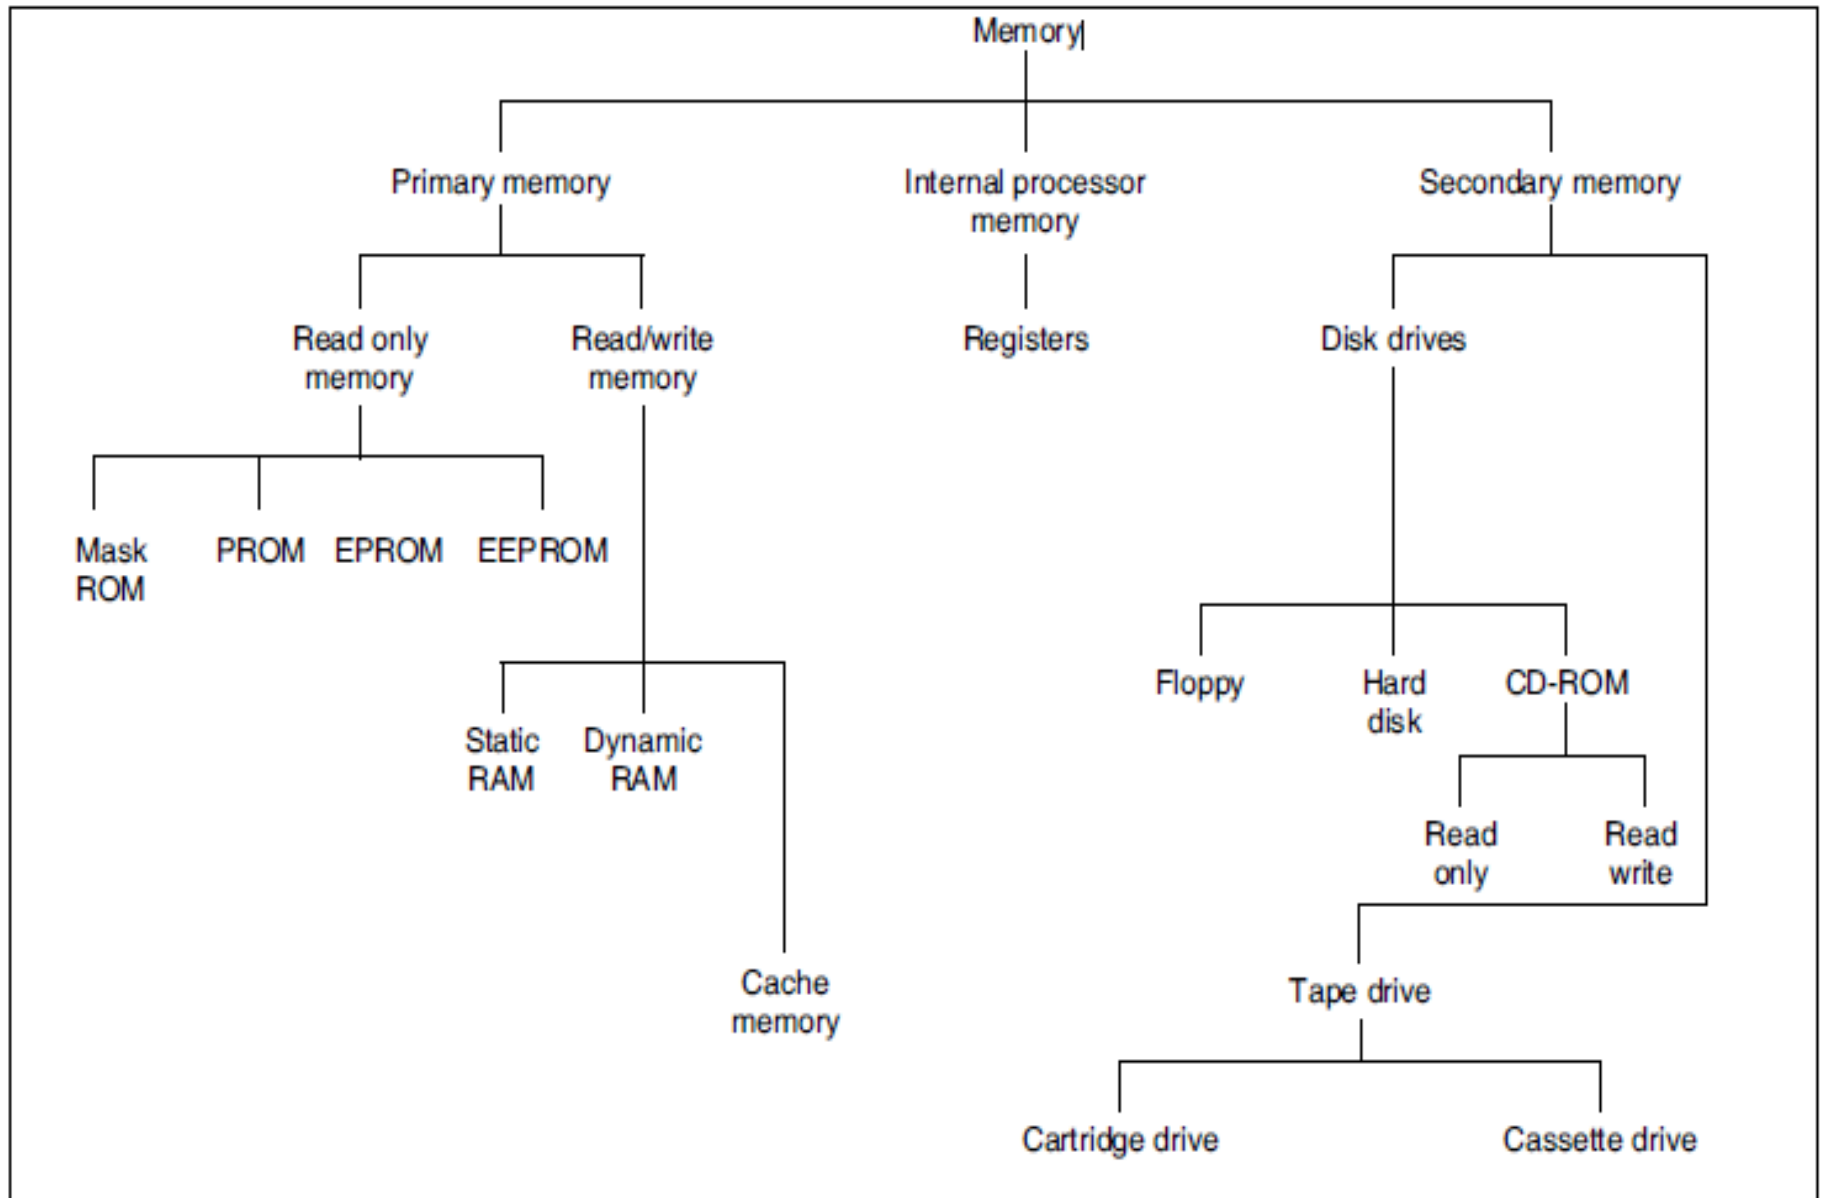 Memory
Primary memory
Internal processor
memory
Secondary memory
Read only
memory
Read/write
memory
Registers
Disk drives
Mask
ROM
PROM
EPROM
EEPROM
Floppy
Hard
disk
CD-ROM
Static
RAM
Dynamic
RAM
Read
only
Read
write
Cache
memory
Tape drive
Cartridge drive
Cassette drive